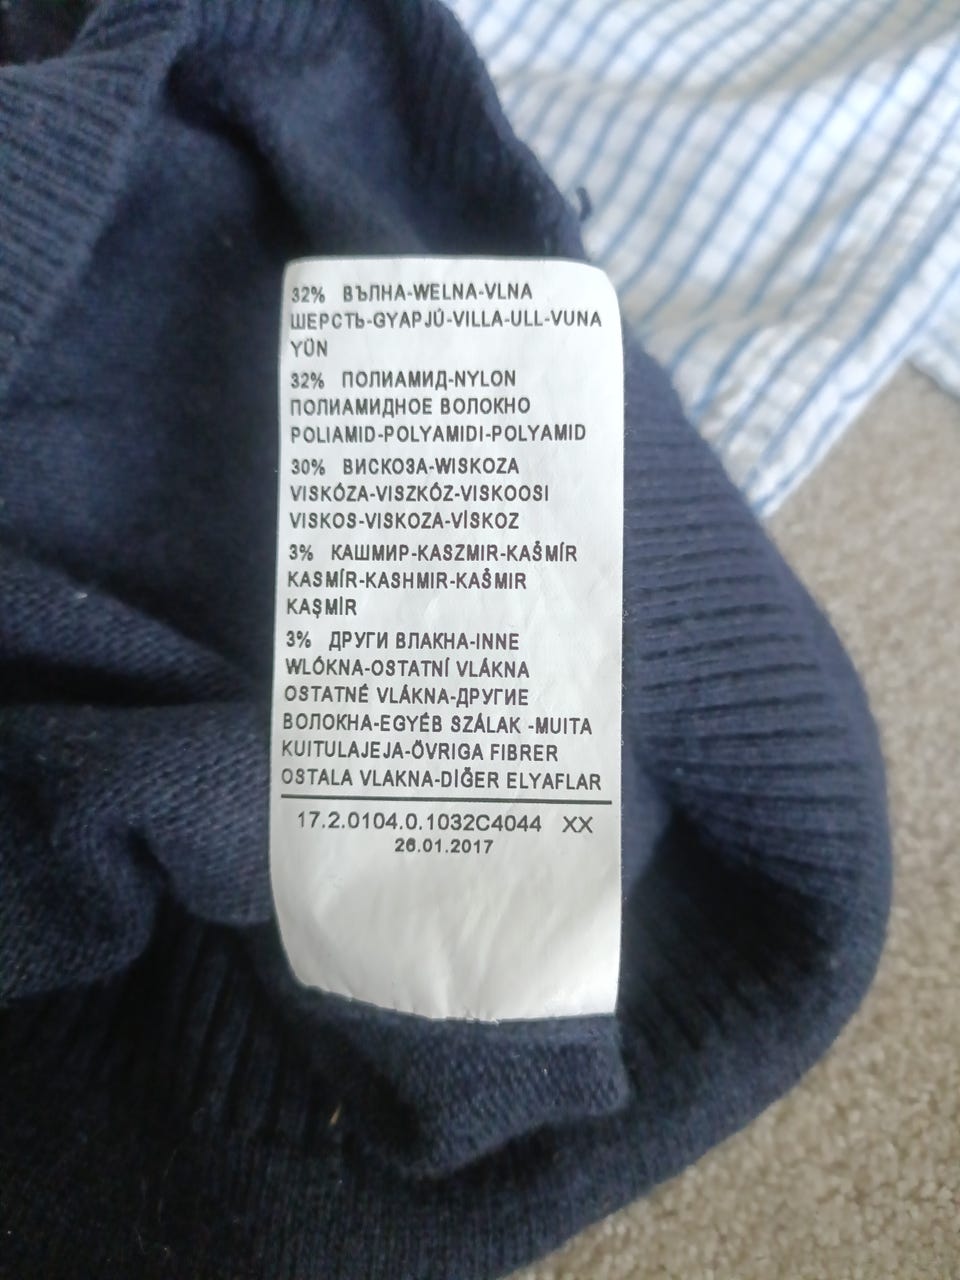 32% ВЪЛНА-WELNA-VLNA
ШЕРСТЬ-GYAPJÚ-VILLA-ULL-VUNA
YÜN
32% ПОЛИАМИД-NYLON
ПОЛИАМИДНОЕ ВОЛОКНО
POLIAMID-POLYAMIDI-POLYAMID
30% ВИСКОЗА-WISKOZA
VISKÓZA-VISZKÓZ-VISKOOSI
VISKOS-VISKOZA-VİSKOZ
3% КАШМИР-KASZMIR-KAŠMÍR
KASMÍR-KASHMIR-KAŠMIR
KAŞMİR
3% ДРУГИ ВЛАКНА-INNE
WLÓKNA-OSTATNÍ VLÁKNA
OSTATNÉ VLÁKNA-ДРУГИЕ
ВОЛОКНА-EGYÉB SZÁLAK -MUITA
KUITULAJEJA-ÖVRIGA FIBRER
OSTALA VLAKNA-DİĞER ELYAFLAR
17.2.0104.0.1032C4044 XX
26.01.2017